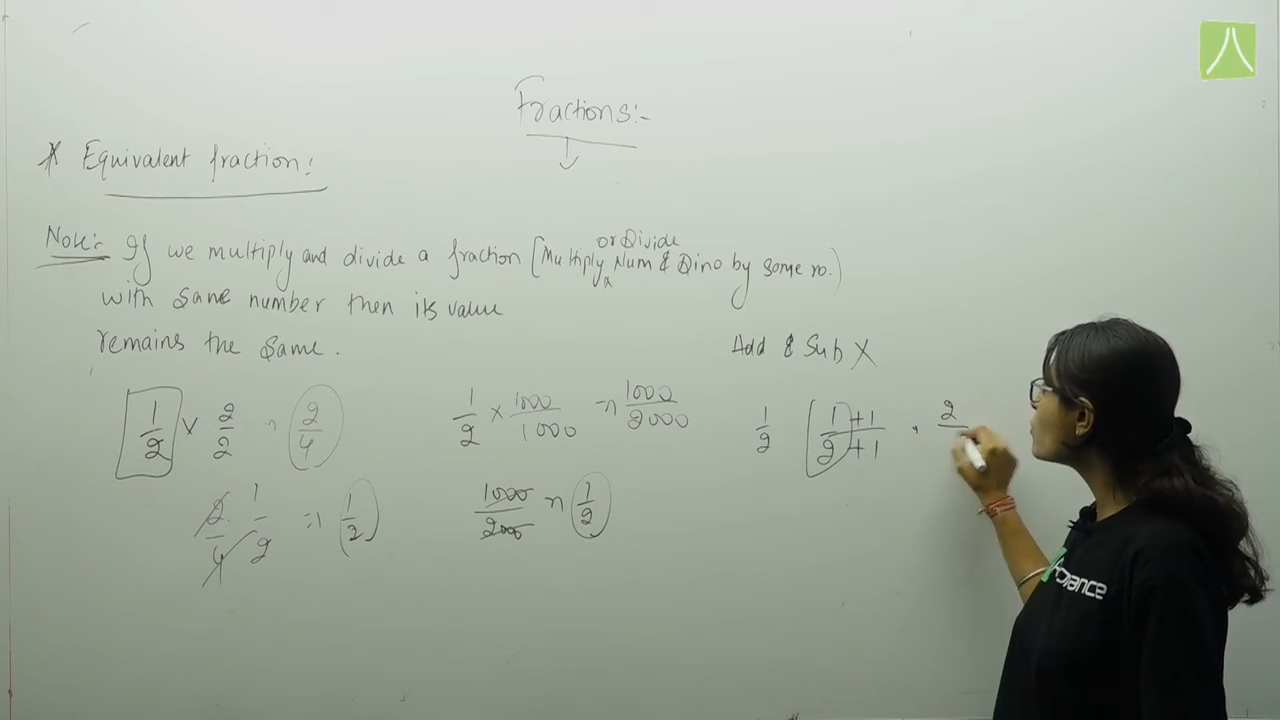 Fractions:-
* Equivalent fraction:
Note:- If we multiply and divide a fraction [Multiply or Divide Num & Dino by some no.)
with same number then its value
remains the same.
Add & Sub X
1/2 × 2/2 = 2/4
1/2 × 1000/1000 = 1000/2000
1/2 [1+1/2+1 , 2/
2/4 1/2 => 1/2
1000/2000 = 1/2